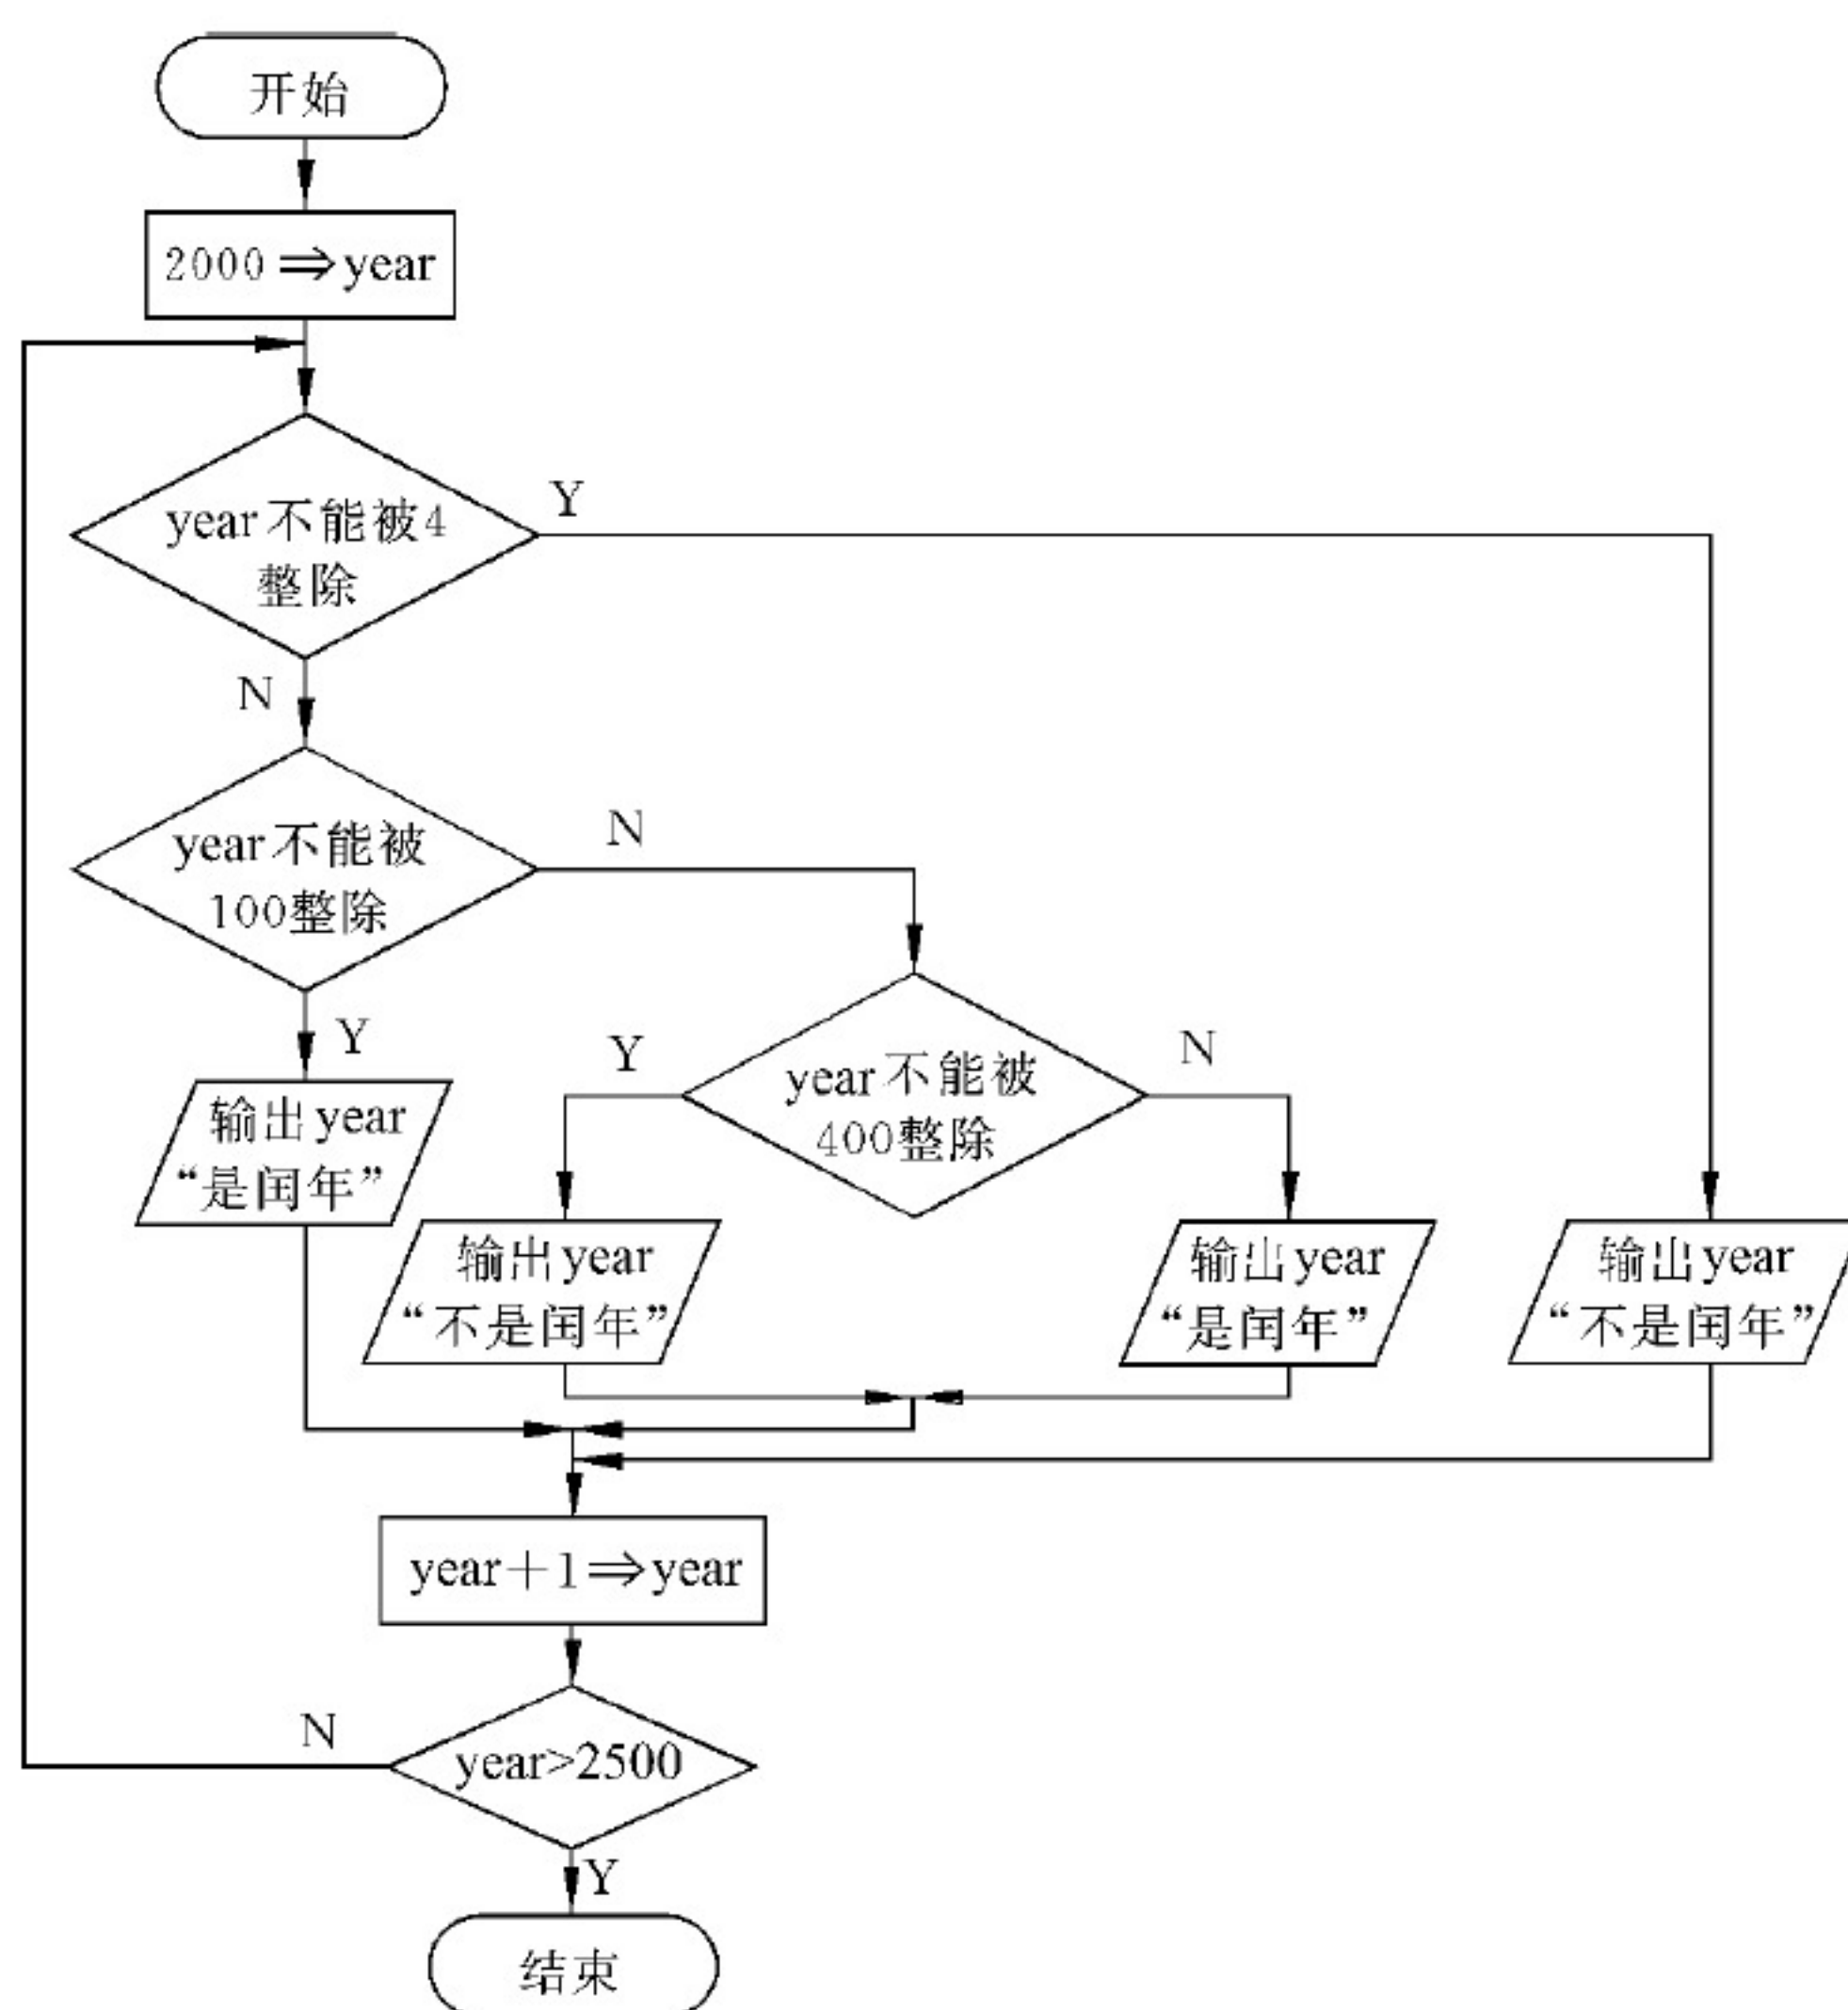 开始
2000⇒year
year不能被4
整除
Y
N
year不能被
100整除
N
Y
year不能被
400整除
Y
N
输出year
“是闰年”
输出year
“不是闰年”
输出year
“是闰年”
输出year
“不是闰年”
year+1⇒year
year>2500
N
Y
结束